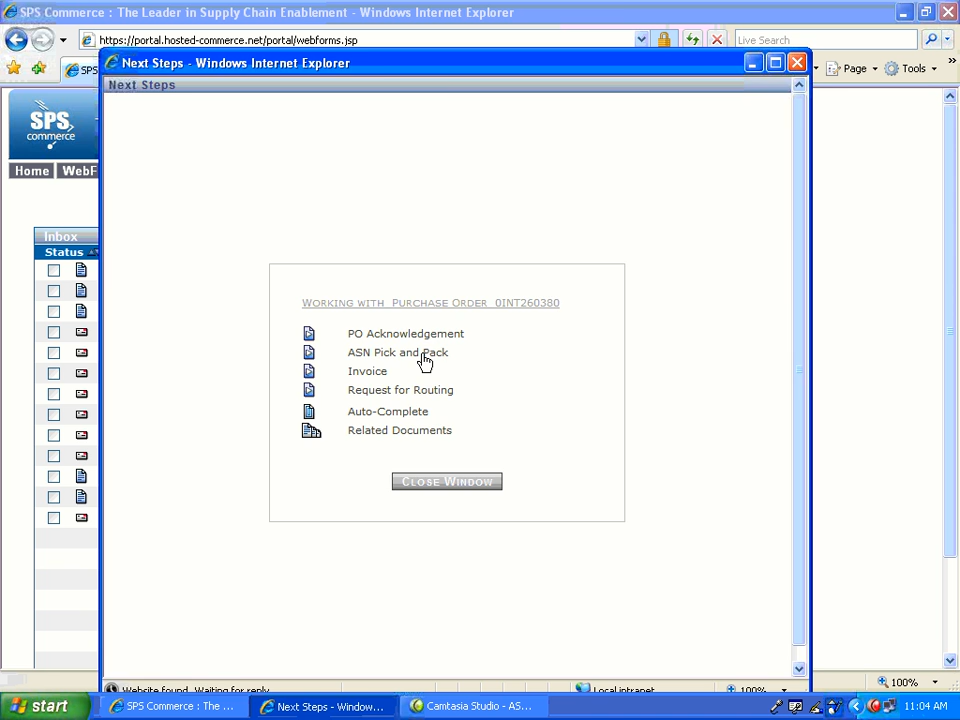 SPS Commerce : The Leader in Supply Chain Enablement - Windows Internet Explorer
https://portal.hosted-commerce.net/portal/webforms.jsp
Live Search
SPS
Page
Tools
Next Steps - Windows Internet Explorer
Next Steps
SPS
commerce
Home
WebF
Inbox
Status
WORKING WITH PURCHASE ORDER 0INT260380
PO Acknowledgement
ASN Pick and Pack
Invoice
Request for Routing
Auto-Complete
Related Documents
CLOSE WINDOW
Website found. Waiting for reply
Local intranet
100%
100%
start
SPS Commerce : The ...
Next Steps - Window...
Camtasia Studio - AS...
11:04 AM